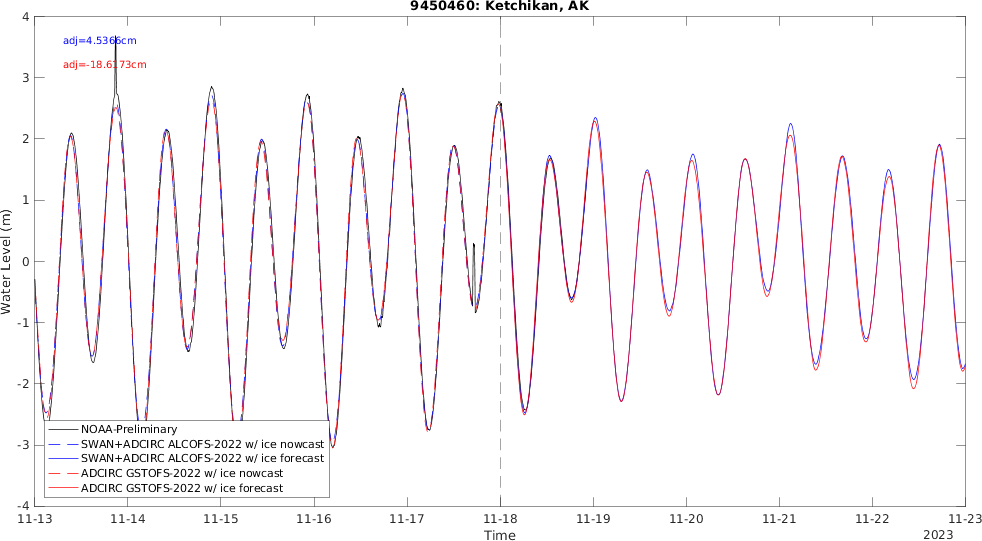 9450460: Ketchikan, AK
adj=4.5366cm
adj=-18.6173cm
Water Level (m)
4
3
2
1
0
-1
-2
-3
-4
NOAA-Preliminary
SWAN+ADCIRC ALCOFS-2022 w/ ice nowcast
SWAN+ADCIRC ALCOFS-2022 w/ ice forecast
ADCIRC GSTOFS-2022 w/ ice nowcast
ADCIRC GSTOFS-2022 w/ ice forecast
11-13 11-14 11-15 11-16 11-17 11-18 11-19 11-20 11-21 11-22 11-23
Time
2023